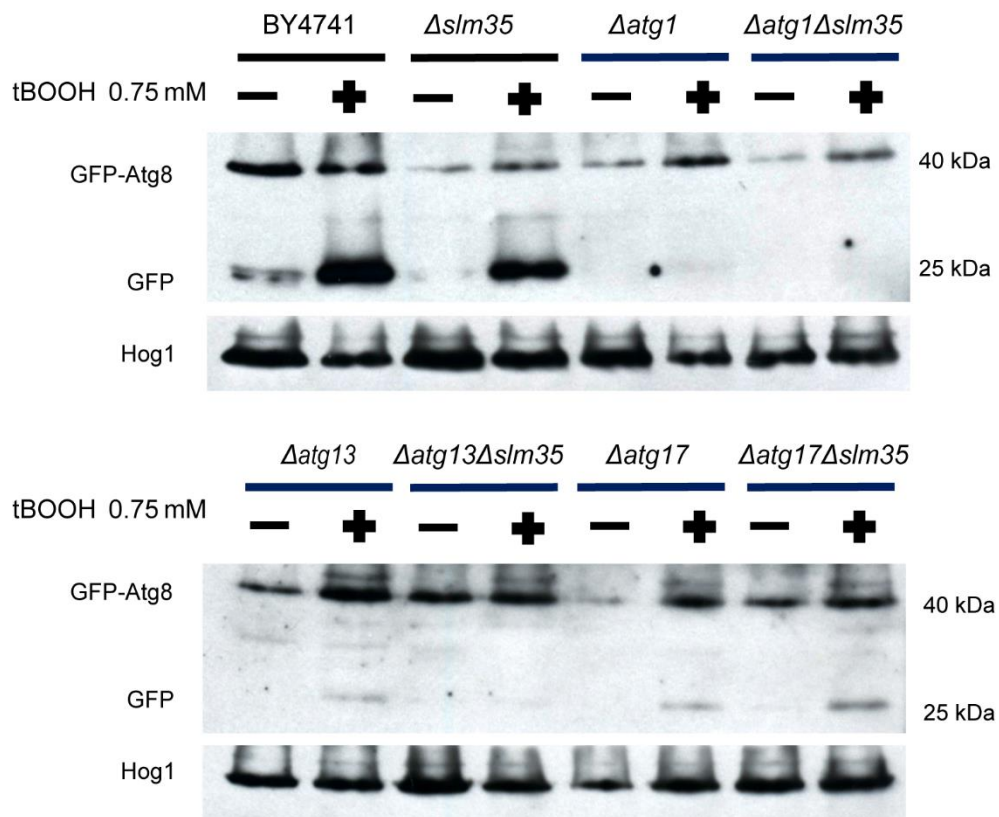 BY4741 Δslm35 Δatg1 Δatg1Δslm35
tBOOH 0.75 mM − + − + − + − +
GFP-Atg8 40 kDa
GFP 25 kDa
Hog1
Δatg13 Δatg13Δslm35 Δatg17 Δatg17Δslm35
tBOOH 0.75 mM − + − + − + − +
GFP-Atg8 40 kDa
GFP 25 kDa
Hog1